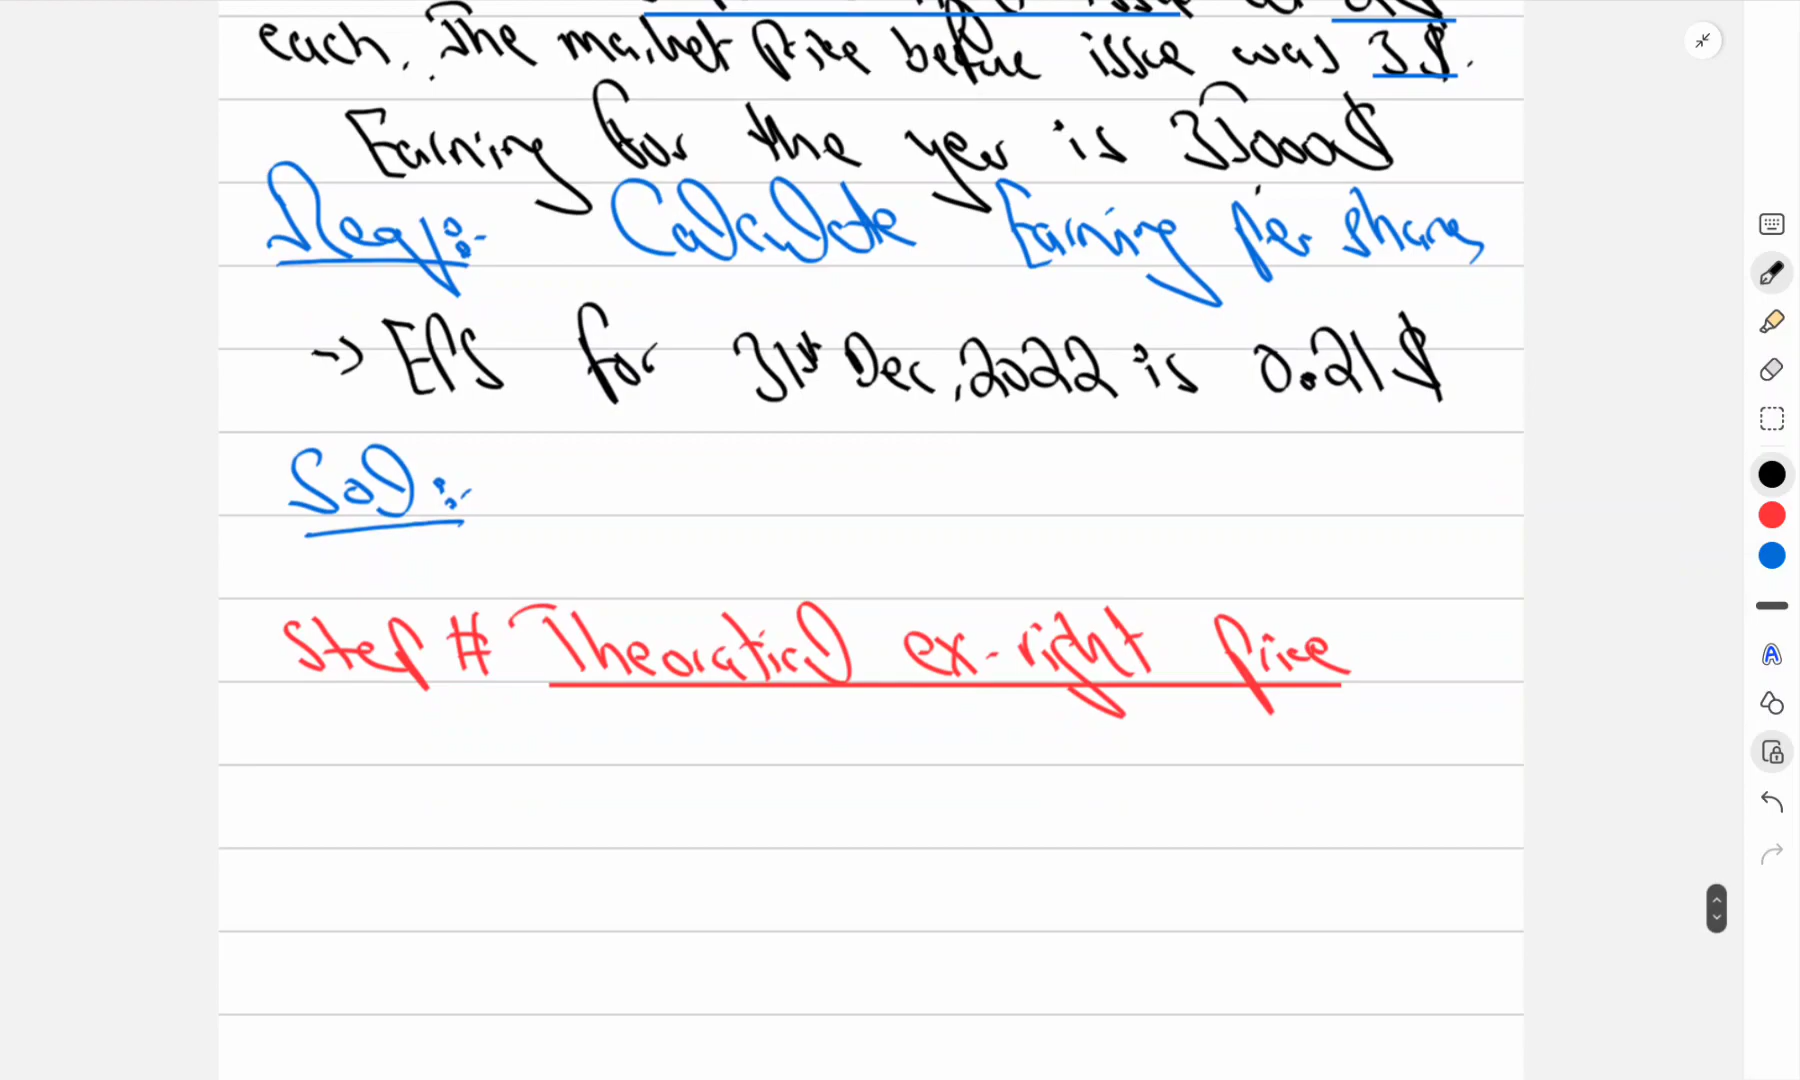 each. The market price before issue was 3$.
Earning for the year is 35000$
Req:- Calculate Earning per share,
→ EPS for 31st Dec, 2022 is 0.21$
Sol:-
Step # Theoratical ex-right price